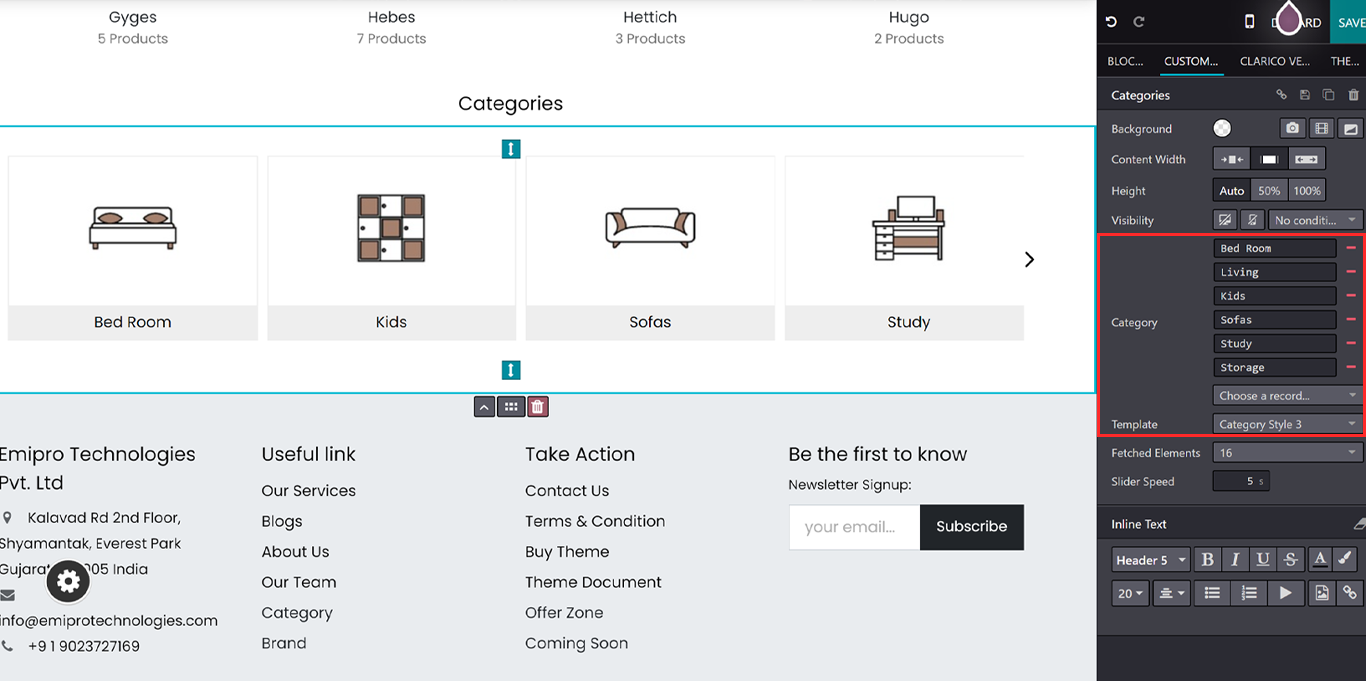 Gyges
5 Products
Hebes
7 Products
Hettich
3 Products
Hugo
2 Products
Categories
Bed Room
Kids
Sofas
Study
Emipro Technologies
Pvt. Ltd
Kalavad Rd 2nd Floor,
Shyamantak, Everest Park
Gujarat 005 India
info@emiprotechnologies.com
+91 9023727169
Useful link
Our Services
Blogs
About Us
Our Team
Category
Brand
Take Action
Contact Us
Terms & Condition
Buy Theme
Theme Document
Offer Zone
Coming Soon
Be the first to know
Newsletter Signup:
your email...
Subscribe
SAVE
BLOC...
CUSTOM...
CLARICO VE...
THE...
Categories
Background
Content Width
Height
Auto
50%
100%
Visibility
No conditi...
Category
Bed Room
Living
Kids
Sofas
Study
Storage
Choose a record...
Template
Category Style 3
Fetched Elements
16
Slider Speed
5 s
Inline Text
Header 5
B
I
U
S
A
20